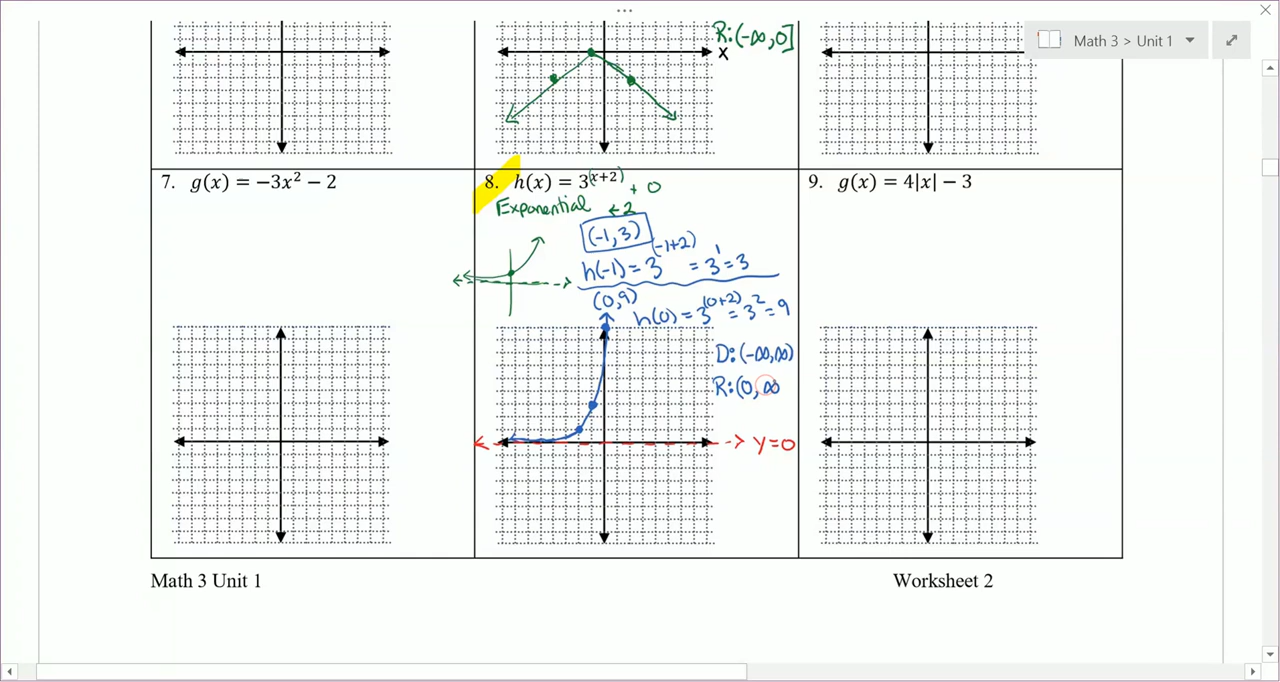 R: (-∞, 0]
x
Math 3 > Unit 1
7. g(x) = −3x² − 2
8. h(x) = 3^(x+2) + 0
Exponential ← 2
(-1, 3)
h(-1) = 3^(-1+2) = 3^1 = 3
(0, 9)
h(0) = 3^(0+2) = 3² = 9
D: (-∞, ∞)
R: (0, ∞
y = 0
9. g(x) = 4|x| − 3
Math 3 Unit 1
Worksheet 2